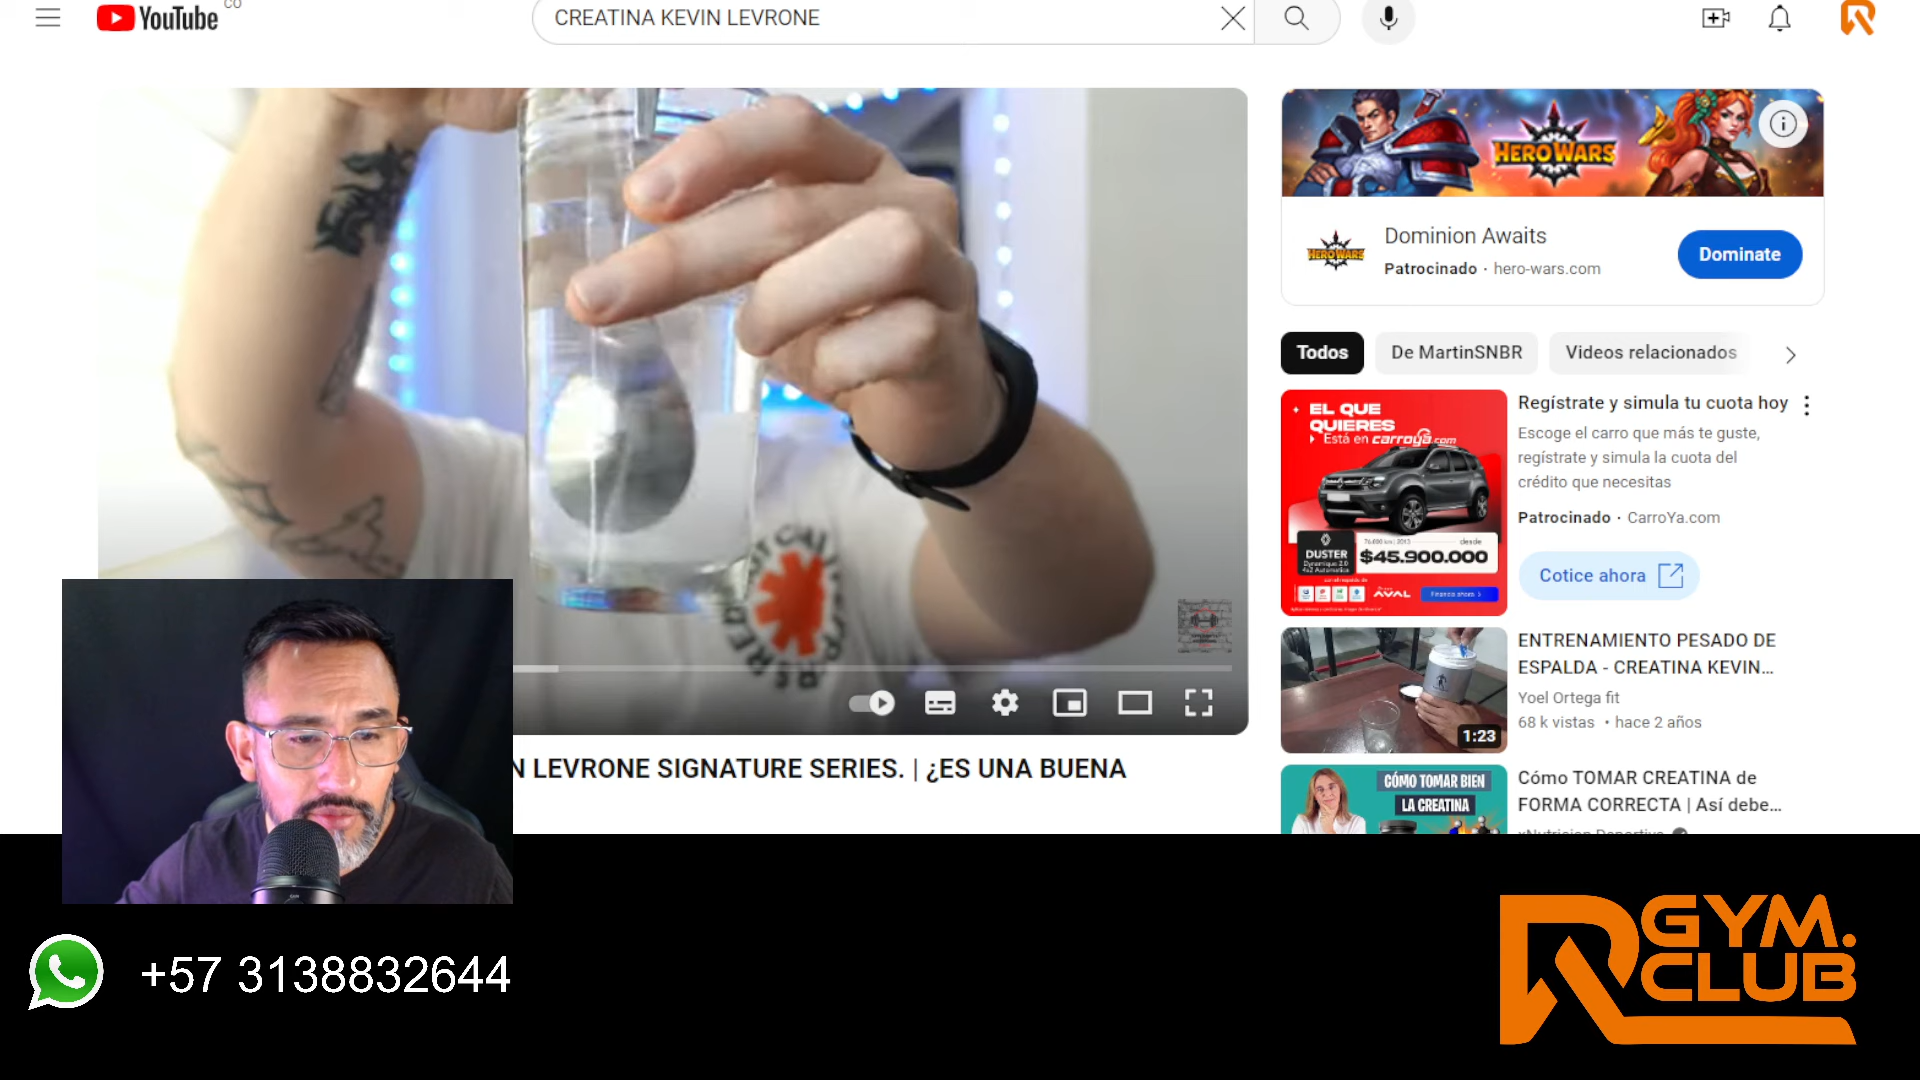 YouTube CO
CREATINA KEVIN LEVRONE
HEROWARS
HEROWARS
Dominion Awaits
Patrocinado · hero-wars.com
Dominate
Todos
De MartinSNBR
Videos relacionados
EL QUE
QUIERES
Está en carroya.com
DUSTER
desde
$45.900.000
AVAL
Regístrate y simula tu cuota hoy
Escoge el carro que más te guste,
regístrate y simula la cuota del
crédito que necesitas
Patrocinado · CarroYa.com
Cotice ahora
1:23
ENTRENAMIENTO PESADO DE
ESPALDA - CREATINA KEVIN...
Yoel Ortega fit
68 k vistas • hace 2 años
CÓMO TOMAR BIEN
LA CREATINA
Cómo TOMAR CREATINA de
FORMA CORRECTA | Así debe...
N LEVRONE SIGNATURE SERIES. | ¿ES UNA BUENA
+57 3138832644
GYM.
CLUB